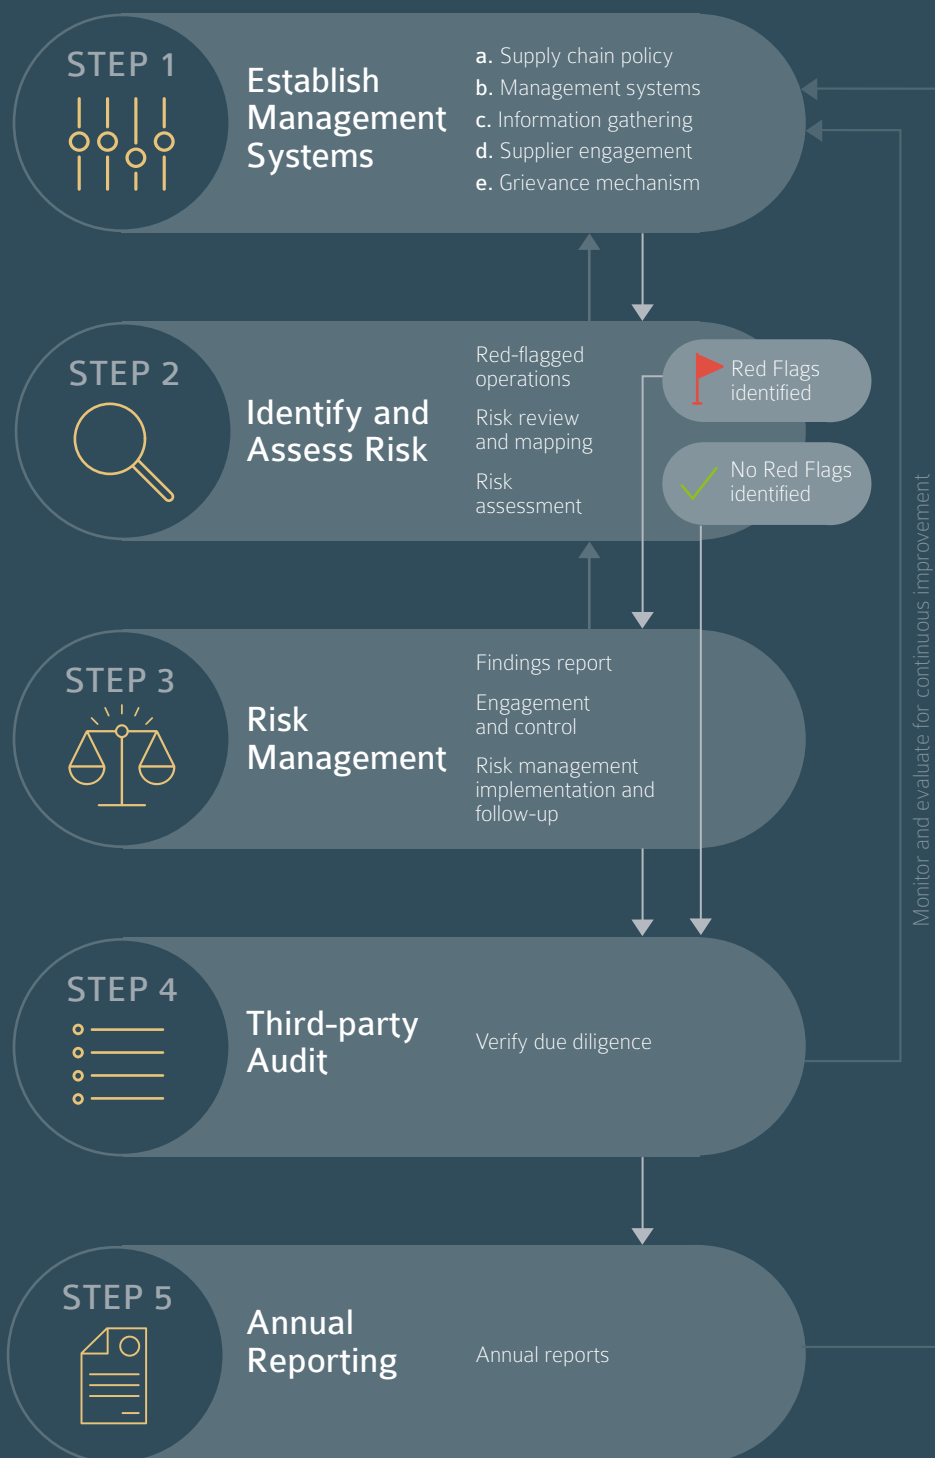 STEP 1
Establish
Management
Systems
a. Supply chain policy
b. Management systems
c. Information gathering
d. Supplier engagement
e. Grievance mechanism
STEP 2
Identify and
Assess Risk
Red-flagged
operations
Risk review
and mapping
Risk
assessment
Red Flags
identified
No Red Flags
identified
STEP 3
Risk
Management
Findings report
Engagement
and control
Risk management
implementation and
follow-up
STEP 4
Third-party
Audit
Verify due diligence
STEP 5
Annual
Reporting
Annual reports
Monitor and evaluate for continuous improvement